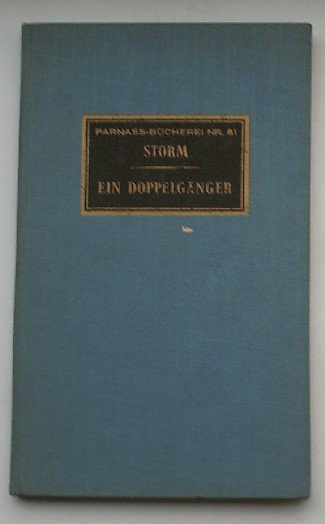 PARNASS-BÜCHEREI NR. 61
STORM
EIN DOPPELGÄNGER